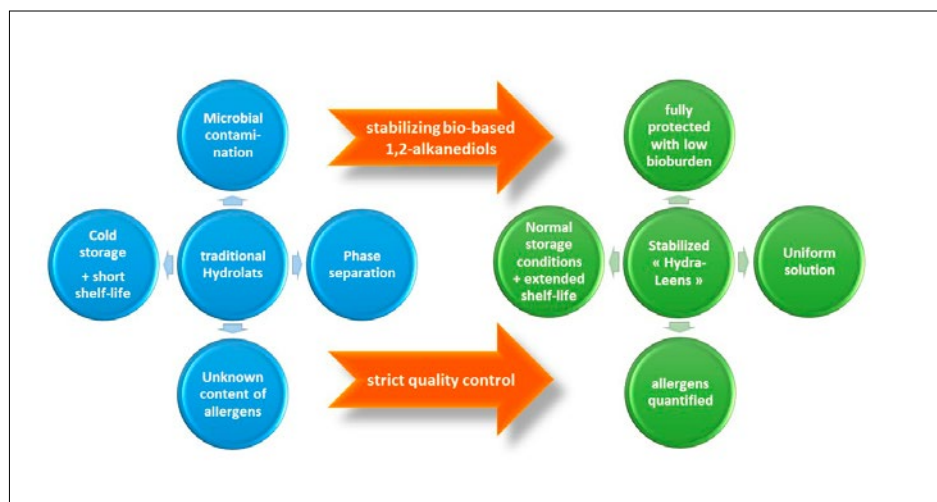 Microbial
contami-
nation
stabilizing bio-based
1,2-alkanediols
fully
protected
with low
bioburden
Cold
storage
+ short
shelf-life
traditional
Hydrolats
Phase
separation
Normal
storage
conditions
+ extended
shelf-life
Stabilized
« Hydra-
Leens »
Uniform
solution
Unknown
content of
allergens
strict quality control
allergens
quantified